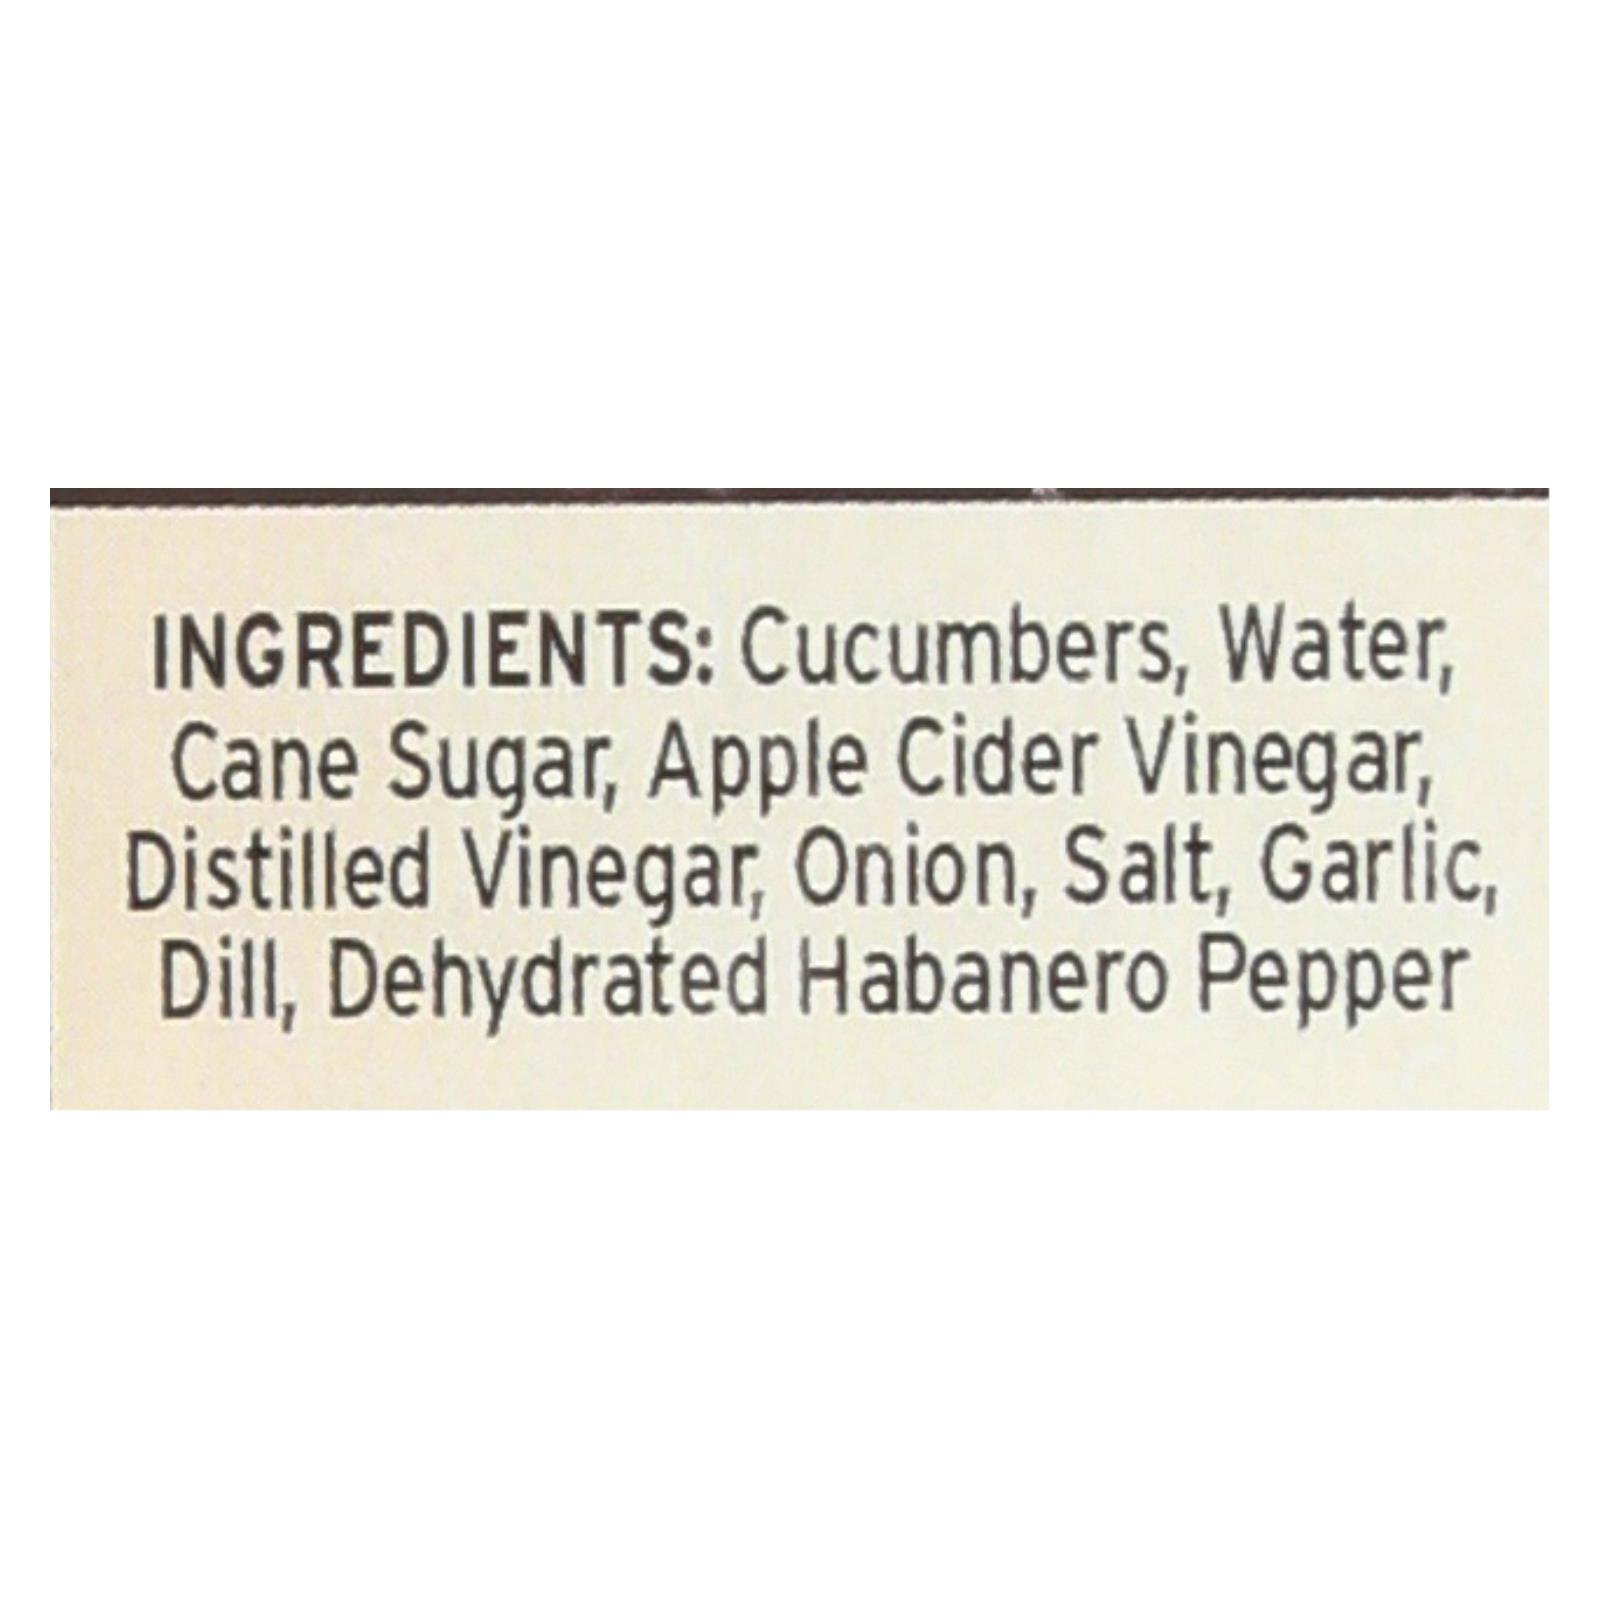 INGREDIENTS: Cucumbers, Water,
Cane Sugar, Apple Cider Vinegar,
Distilled Vinegar, Onion, Salt, Garlic,
Dill, Dehydrated Habanero Pepper